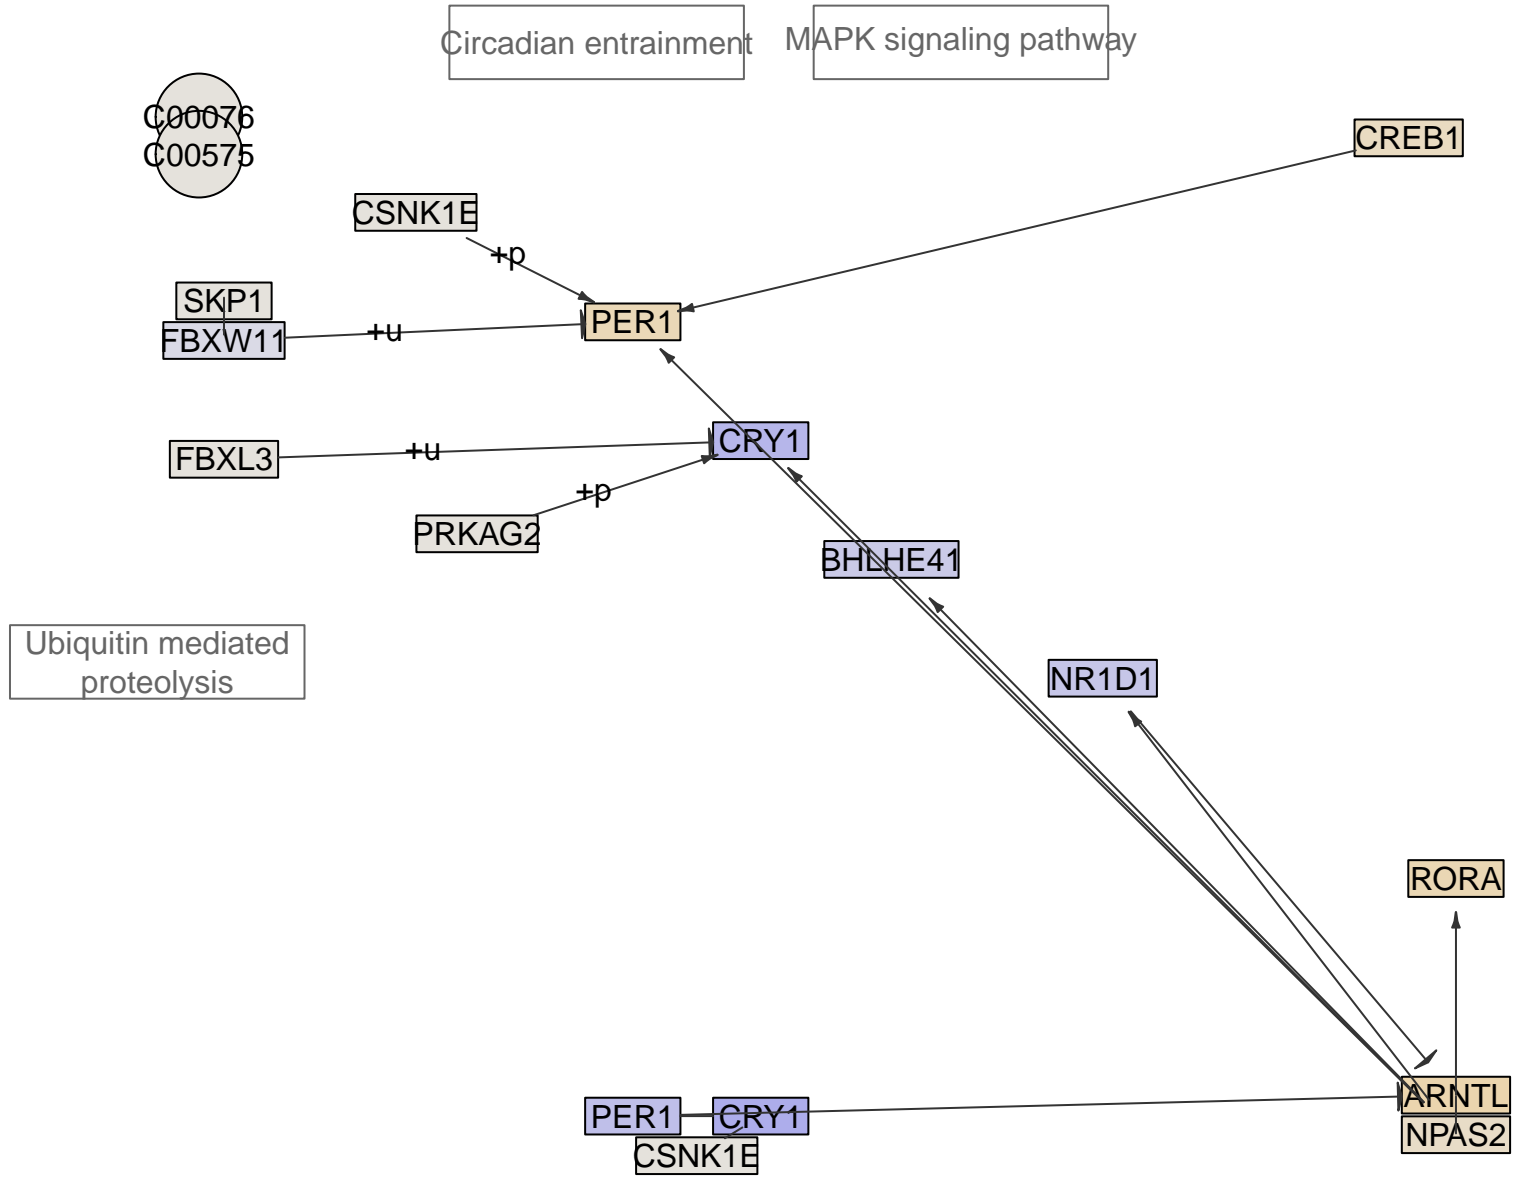 Circadian entrainment
MAPK signaling pathway
C00076
C00575
CREB1
CSNK1E
+p
SKP1
PER1
FBXW11
+u
CRY1
FBXL3
+u
+p
PRKAG2
BHLHE41
Ubiquitin mediated
proteolysis
NR1D1
RORA
ARNTL
PER1
CRY1
NPAS2
CSNK1E